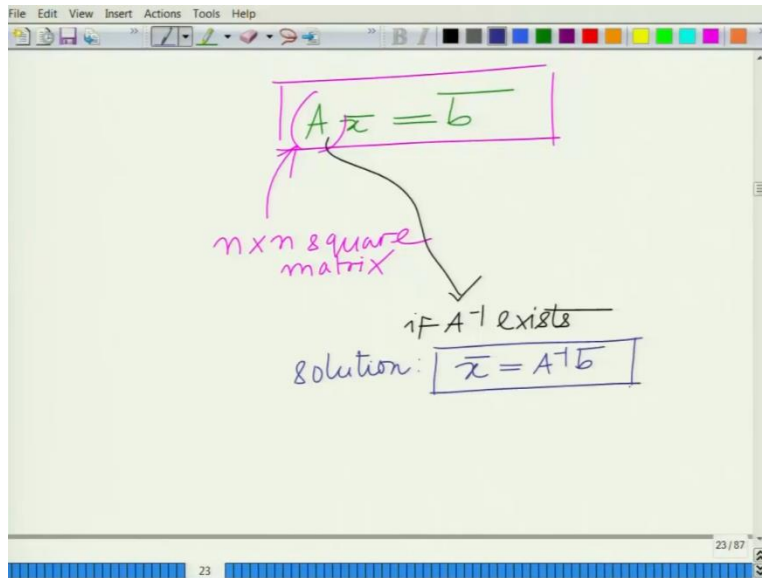 File Edit View Insert Actions Tools Help
B I
A x̄ = b̄
n×n square
matrix
if A⁻¹ exists
solution: x̄ = A⁻¹b̄
23/87
23